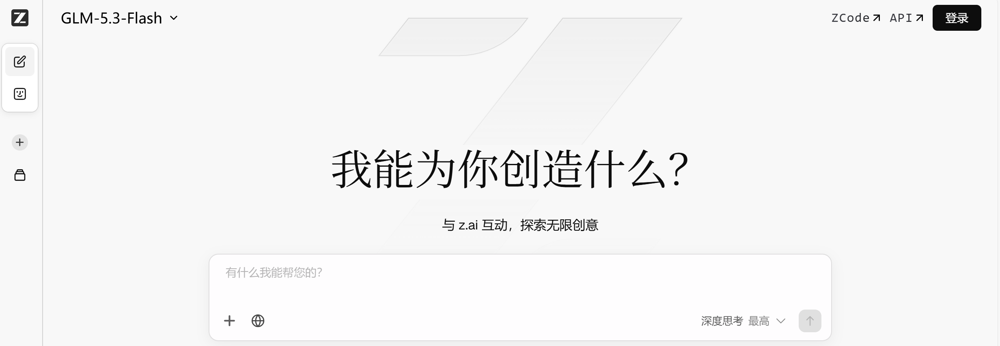 GLM-5.3-Flash
ZCode API 登录
我能为你创造什么?
与 z.ai 互动，探索无限创意
有什么我能帮您的?
深度思考 最高